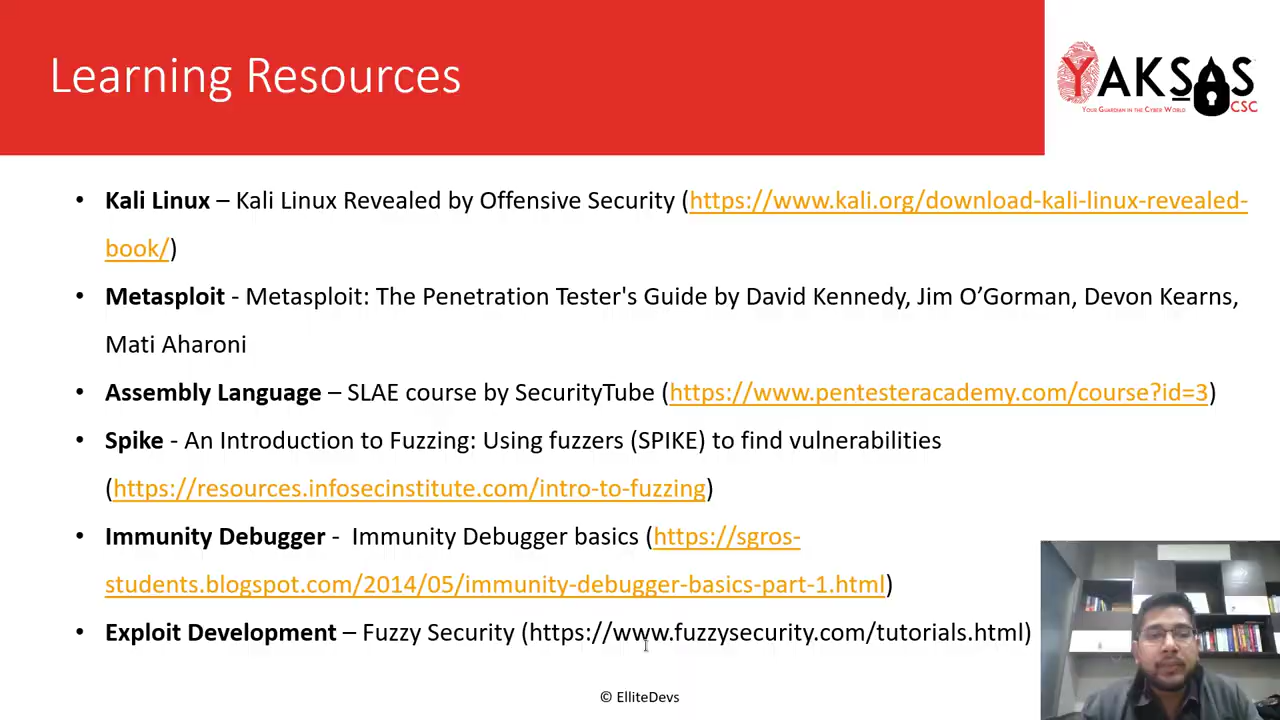 Learning Resources
YAKSAS
CSC
YOUR GUARDIAN IN THE CYBER WORLD
• Kali Linux – Kali Linux Revealed by Offensive Security (https://www.kali.org/download-kali-linux-revealed-
book/)
• Metasploit - Metasploit: The Penetration Tester's Guide by David Kennedy, Jim O’Gorman, Devon Kearns,
Mati Aharoni
• Assembly Language – SLAE course by SecurityTube (https://www.pentesteracademy.com/course?id=3)
• Spike - An Introduction to Fuzzing: Using fuzzers (SPIKE) to find vulnerabilities
(https://resources.infosecinstitute.com/intro-to-fuzzing)
• Immunity Debugger - Immunity Debugger basics (https://sgros-
students.blogspot.com/2014/05/immunity-debugger-basics-part-1.html)
• Exploit Development – Fuzzy Security (https://www.fuzzysecurity.com/tutorials.html)
© ElliteDevs